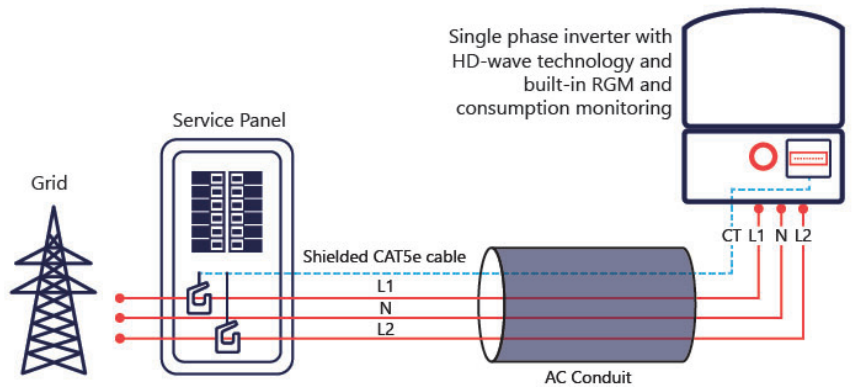 Single phase inverter with
HD-wave technology and
built-in RGM and
consumption monitoring
Service Panel
Grid
CT L1 N L2
Shielded CAT5e cable
L1
N
L2
AC Conduit